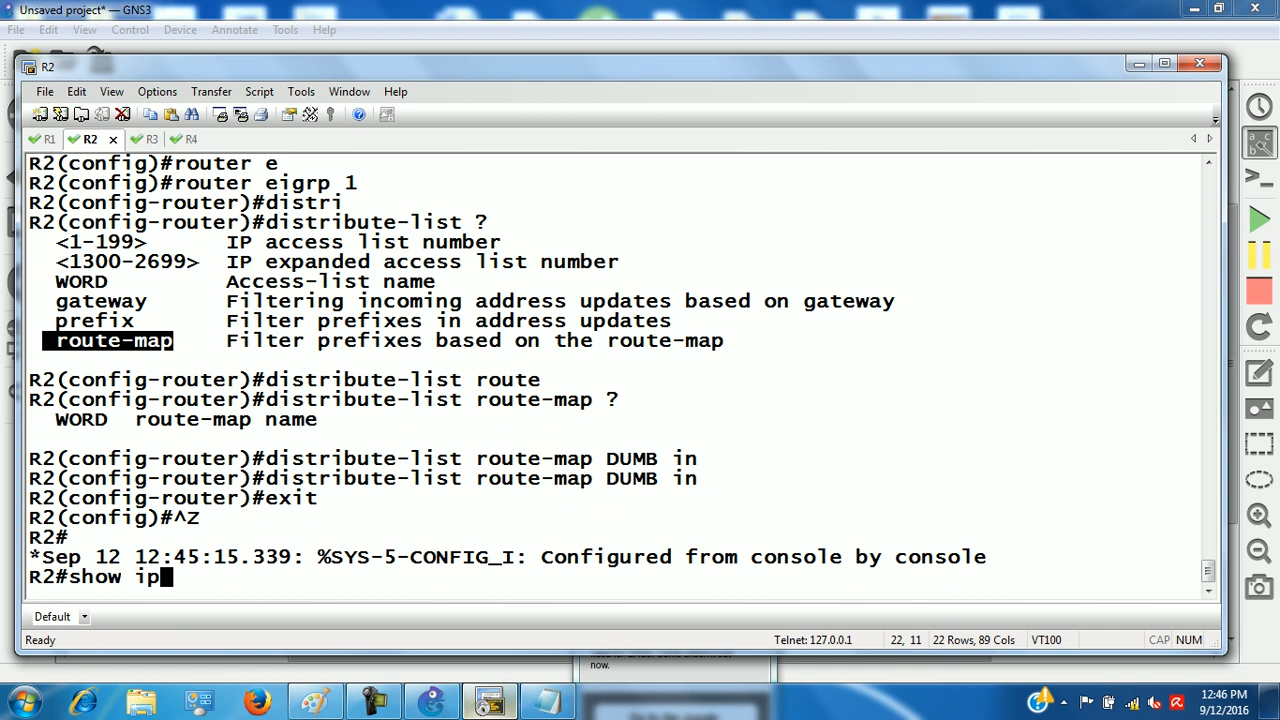 Unsaved project* — GNS3
File Edit View Control Device Annotate Tools Help
R2
File Edit View Options Transfer Script Tools Window Help
R1 R2 R3 R4
R2(config)#router e
R2(config)#router eigrp 1
R2(config-router)#distri
R2(config-router)#distribute-list ?
<1-199> IP access list number
<1300-2699> IP expanded access list number
WORD Access-list name
gateway Filtering incoming address updates based on gateway
prefix Filter prefixes in address updates
route-map Filter prefixes based on the route-map
R2(config-router)#distribute-list route
R2(config-router)#distribute-list route-map ?
WORD route-map name
R2(config-router)#distribute-list route-map DUMB in
R2(config-router)#distribute-list route-map DUMB in
R2(config-router)#exit
R2(config)#^Z
R2#
*Sep 12 12:45:15.339: %SYS-5-CONFIG_I: Configured from console by console
R2#show ip
Default
Ready Telnet: 127.0.0.1 22, 11 22 Rows, 89 Cols VT100 CAP NUM
now.
12:46 PM
9/12/2016